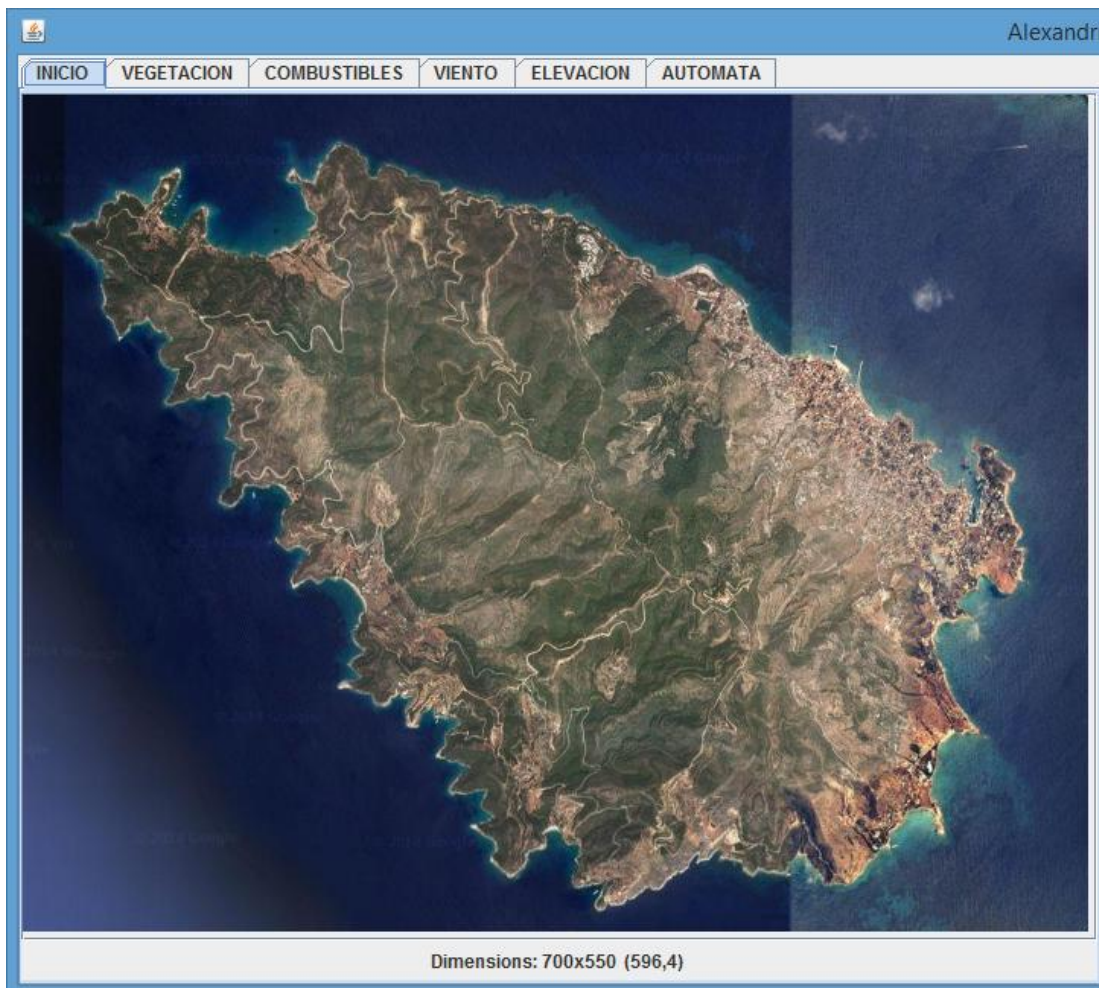 Alexandr
INICIO VEGETACION COMBUSTIBLES VIENTO ELEVACION AUTOMATA
Dimensions: 700x550 (596,4)